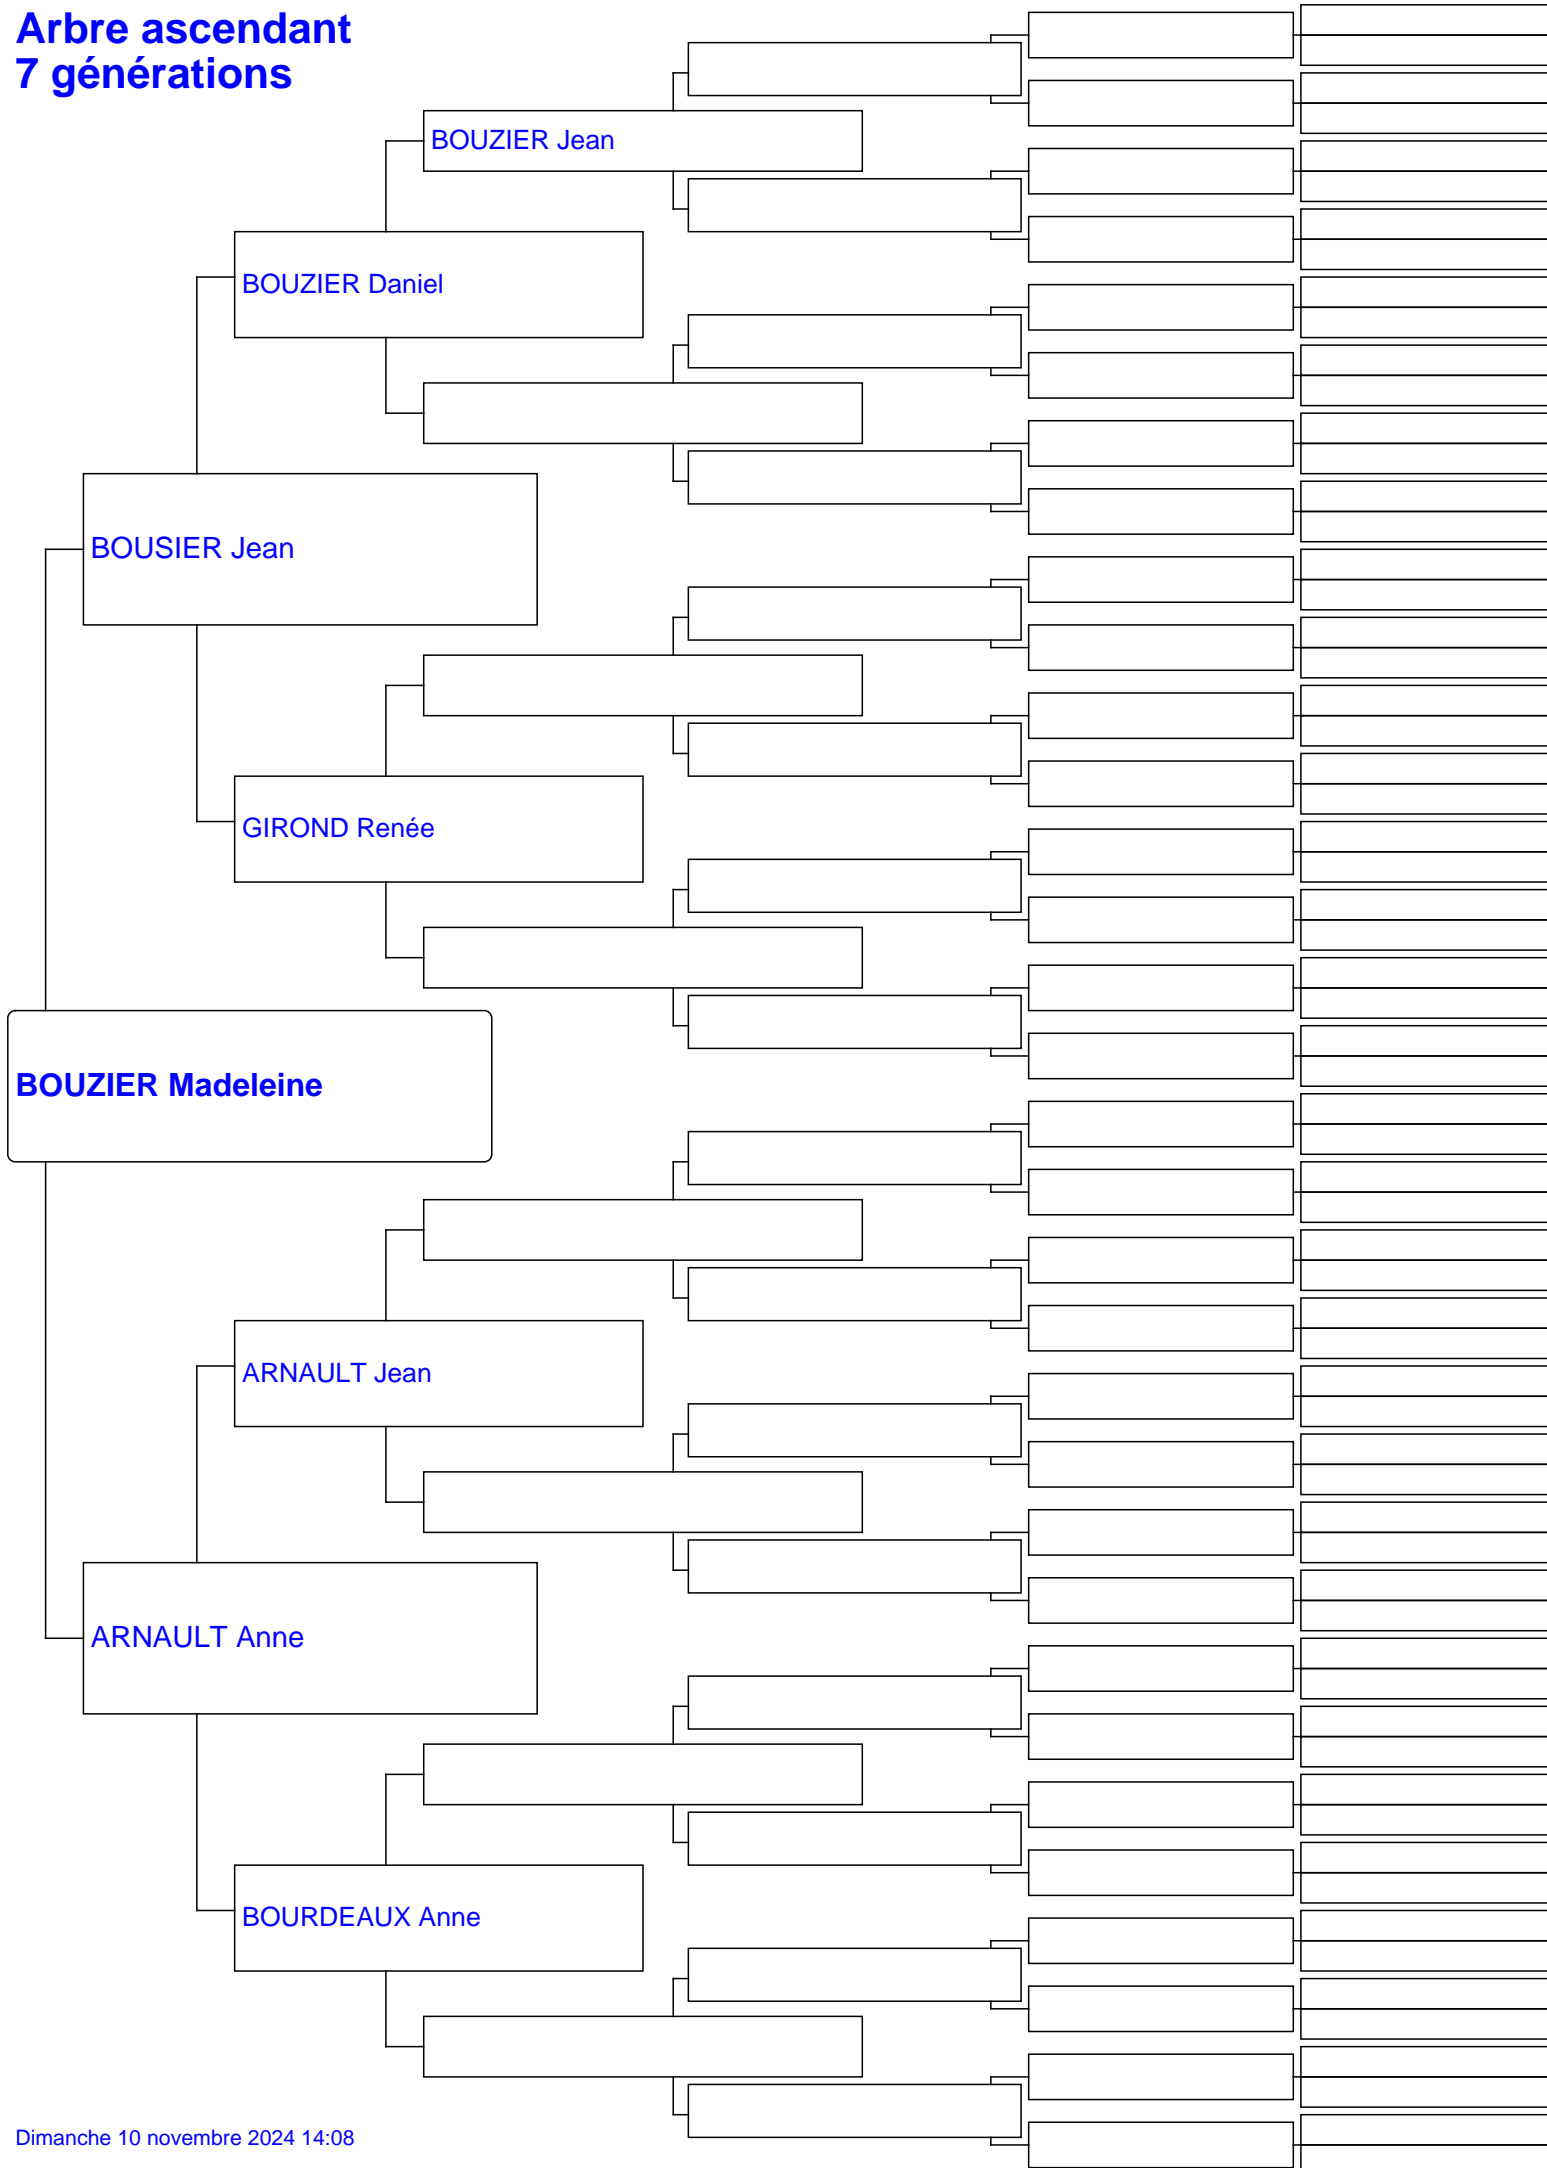 Arbre ascendant
7 générations
BOUZIER Jean
BOUZIER Daniel
BOUSIER Jean
GIROND Renée
BOUZIER Madeleine
ARNAULT Jean
ARNAULT Anne
BOURDEAUX Anne
Dimanche 10 novembre 2024 14:08